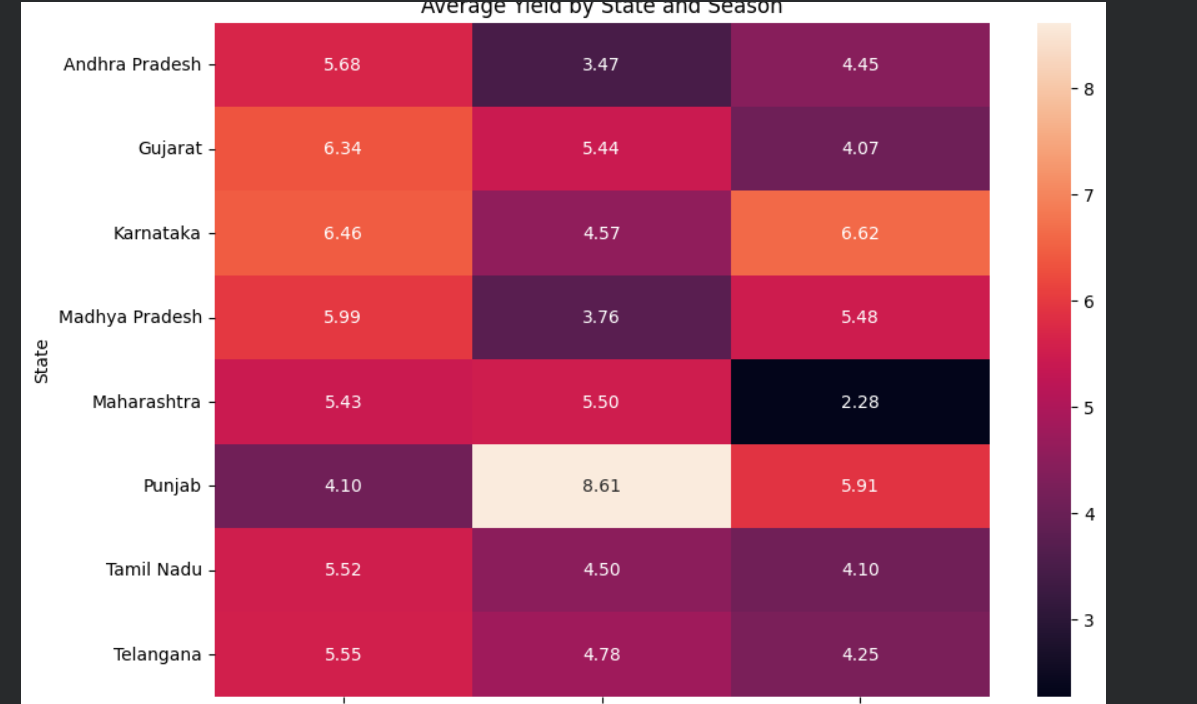 Average Yield by State and Season
Andhra Pradesh 5.68 3.47 4.45
8
Gujarat 6.34 5.44 4.07
7
Karnataka 6.46 4.57 6.62
6
Madhya Pradesh 5.99 3.76 5.48
State
5
Maharashtra 5.43 5.50 2.28
Punjab 4.10 8.61 5.91
4
Tamil Nadu 5.52 4.50 4.10
3
Telangana 5.55 4.78 4.25